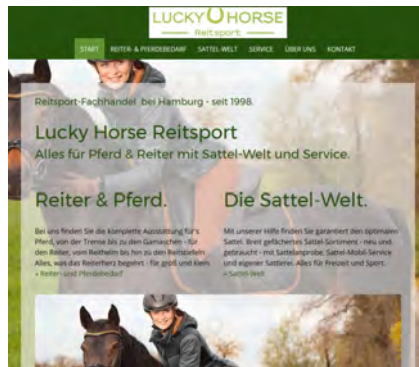 LUCKY HORSE
Reitsport
START REITER- & PFERDEBEDARF SATTEL-WELT SERVICE ÜBER UNS KONTAKT
Reitsport-Fachhandel bei Hamburg - seit 1998.
Lucky Horse Reitsport
Alles für Pferd & Reiter mit Sattel-Welt und Service.
Reiter & Pferd.
Bei uns finden Sie die komplette Ausstattung für's
Pferd, von der Trense bis zu den Gamaschen - für
den Reiter, vom Reithelm bis hin zu den Reitstiefeln
Alles, was das Reiterherz begehrt - für groß und klein.
» Reiter- und Pferdebedarf
Die Sattel-Welt.
Mit unserer Hilfe finden Sie garantiert den optimalen
Sattel. Breit gefächertes Sattel-Sortiment - neu und
gebraucht - mit Sattelanprobe, Sattel-Mobil-Service
und eigener Sattlerei. Alles für Freizeit und Sport.
» Sattel-Welt